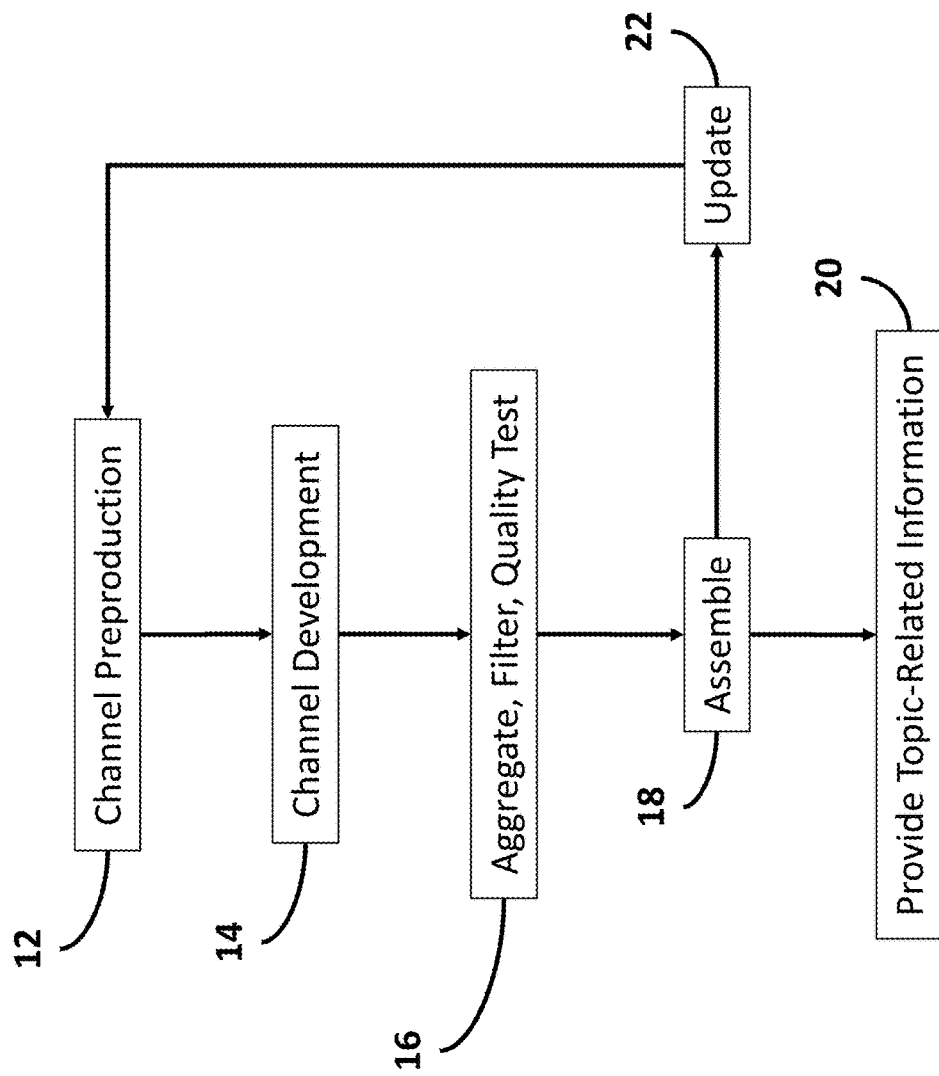 12
Channel Preproduction
14
Channel Development
16
Aggregate, Filter, Quality Test
18
Assemble
22
Update
20
Provide Topic-Related Information